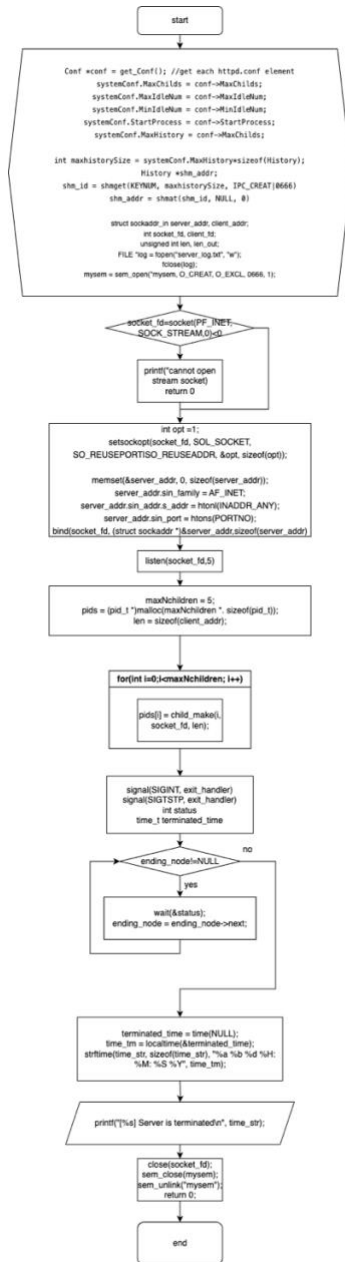 start
Conf *conf = get_Conf(); //get each httpd.conf element
systemConf.MaxChilds = conf->MaxChilds;
systemConf.MaxIdleNum = conf->MaxIdleNum;
systemConf.MinIdleNum = conf->MinIdleNum;
systemConf.StartProcess = conf->StartProcess;
systemConf.MaxHistory = conf->MaxChilds;
int maxhistorySize = systemConf.MaxHistory*sizeof(History);
History *shm_addr;
shm_id = shmget(KEYNUM, maxhistorySize, IPC_CREAT|0666)
shm_addr = shmat(shm_id, NULL, 0)
struct sockaddr_in server_addr, client_addr;
int socket_fd, client_fd;
unsigned int len, len_out;
FILE *log = fopen("server_log.txt", "w");
fclose(log);
mysem = sem_open("mysem, O_CREAT, O_EXCL, 0666, 1);
socket_fd=socket(PF_INET,
SOCK_STREAM,0)<0
printf("cannot open
stream socket)
return 0
int opt =1;
setsockopt(socket_fd, SOL_SOCKET,
SO_REUSEPORTISO_REUSEADDR, &opt, sizeof(opt));
memset(&server_addr, 0, sizeof(server_addr));
server_addr.sin_family = AF_INET;
server_addr.sin_addr.s_addr = htonl(INADDR_ANY);
server_addr.sin_port = htons(PORTNO);
bind(socket_fd, (struct sockaddr *)&server_addr,sizeof(server_addr)
listen(socket_fd,5)
maxNchildren = 5;
pids = (pid_t *)malloc(maxNchildren *. sizeof(pid_t));
len = sizeof(client_addr);
for(int i=0;i<maxNchildren; i++)
pids[i] = child_make(i,
socket_fd, len);
signal(SIGINT, exit_handler)
signal(SIGTSTP, exit_handler)
int status
time_t terminated_time
no
ending_node!=NULL
yes
wait(&status);
ending_node = ending_node->next;
terminated_time = time(NULL);
time_tm = localtime(&terminated_time);
strftime(time_str, sizeof(time_str), "%a %b %d %H:
%M: %S %Y", time_tm);
printf("[%s] Server is terminated\n", time_str);
close(socket_fd);
sem_close(mysem);
sem_unlink("mysem");
return 0;
end